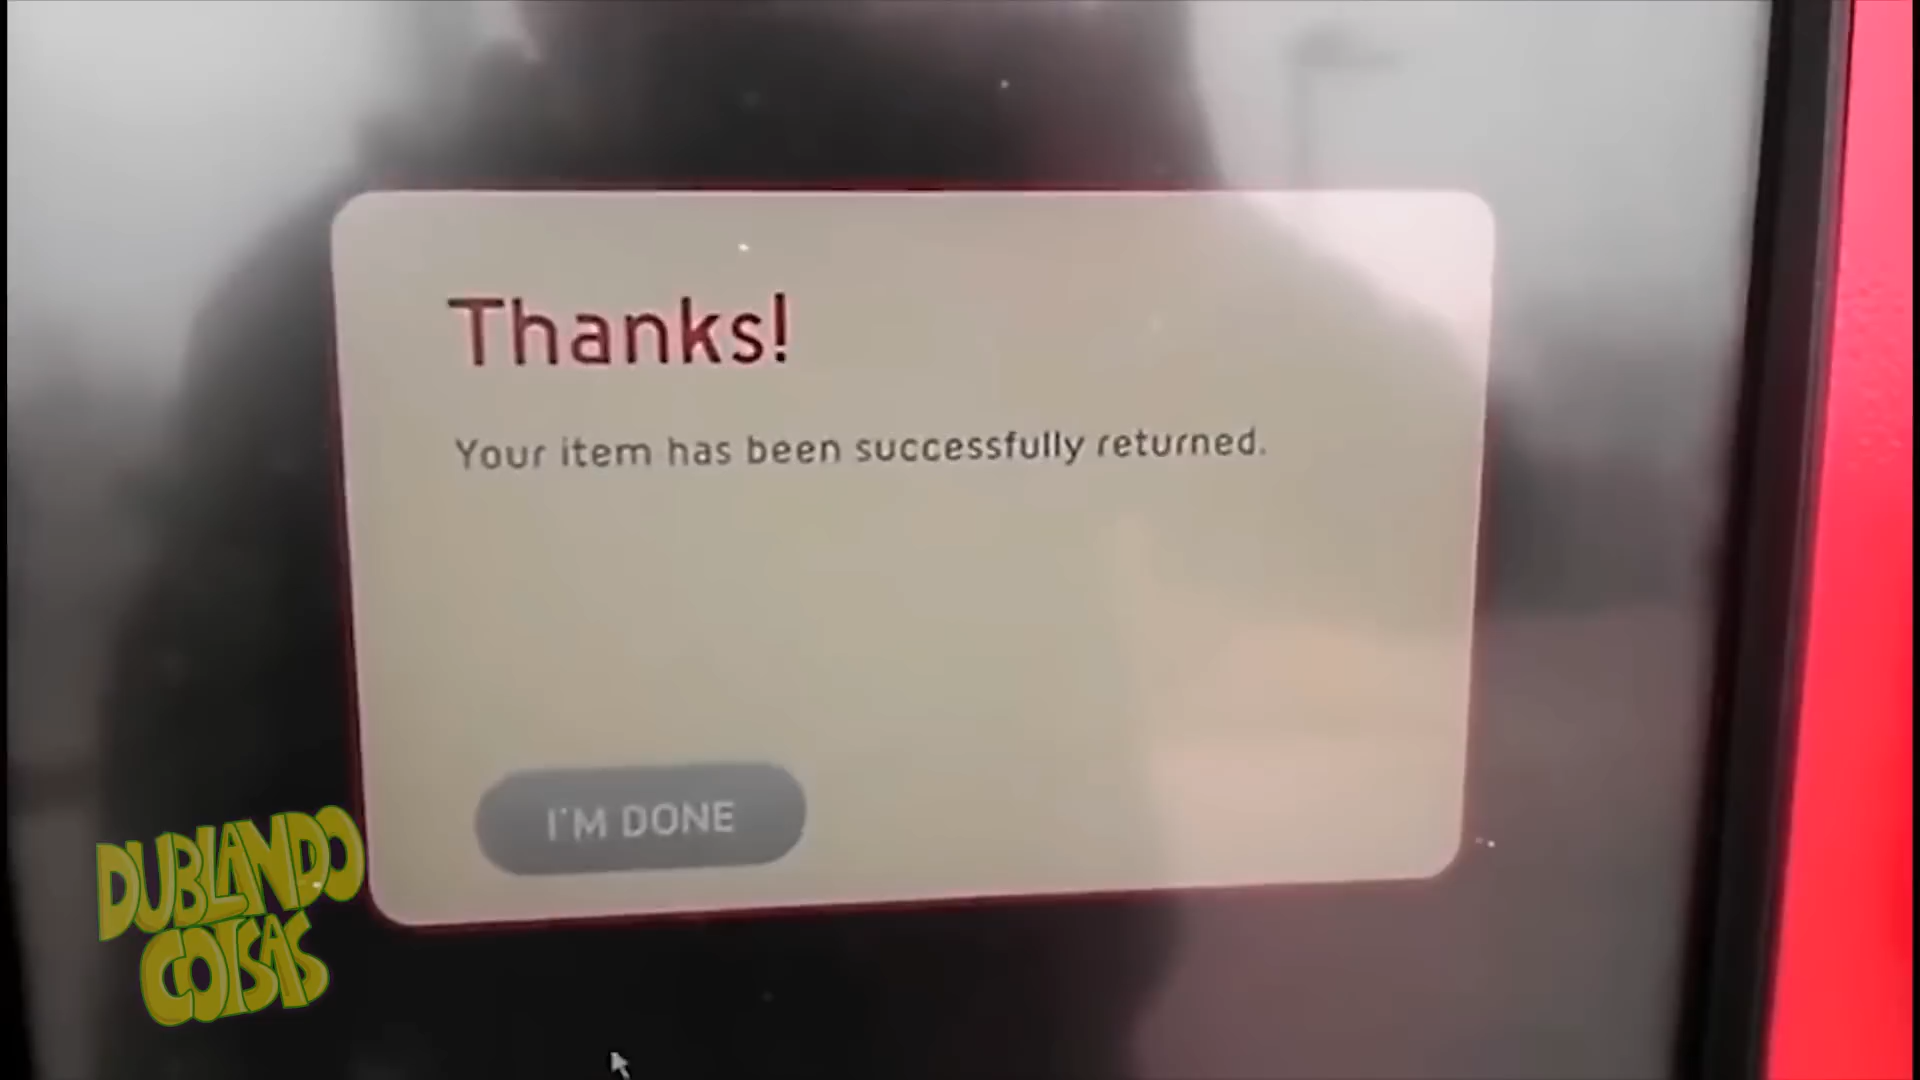 Thanks!
Your item has been successfully returned.
I'M DONE
DUBLANDO
COISAS